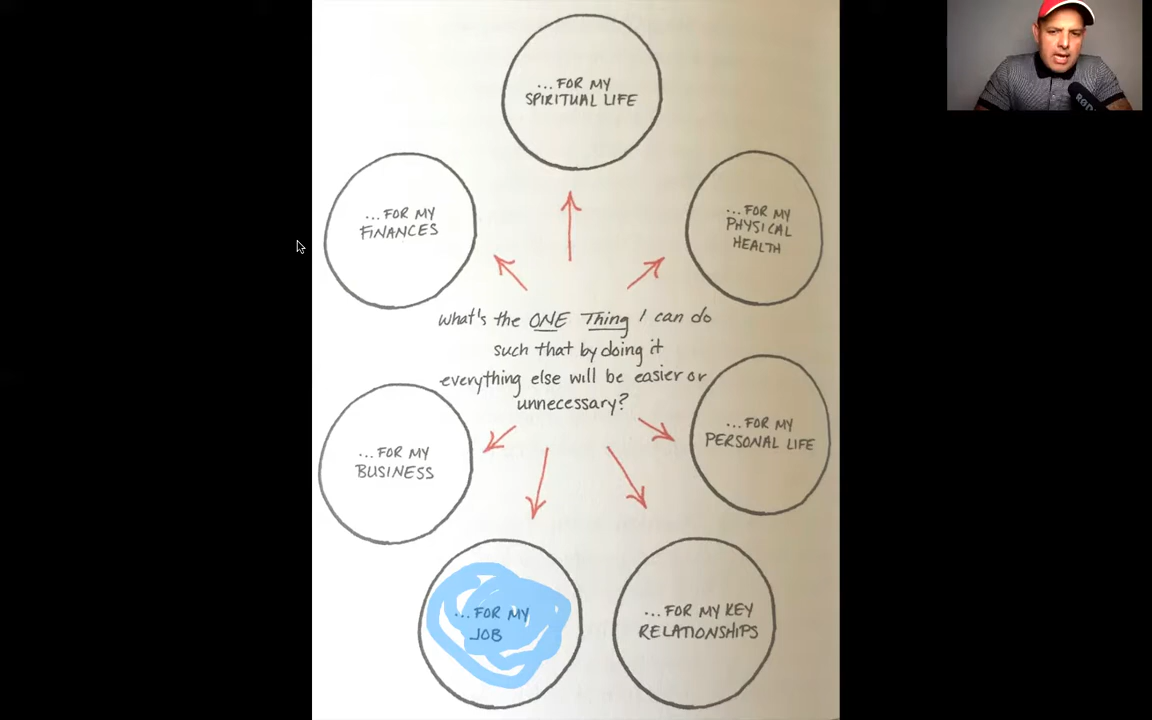 ...FOR MY
SPIRITUAL LIFE
...FOR MY
FINANCES
...FOR MY
PHYSICAL
HEALTH
what's the ONE Thing I can do
such that by doing it
everything else will be easier or
unnecessary?
...FOR MY
BUSINESS
...FOR MY
PERSONAL LIFE
...FOR MY
JOB
...FOR MY KEY
RELATIONSHIPS